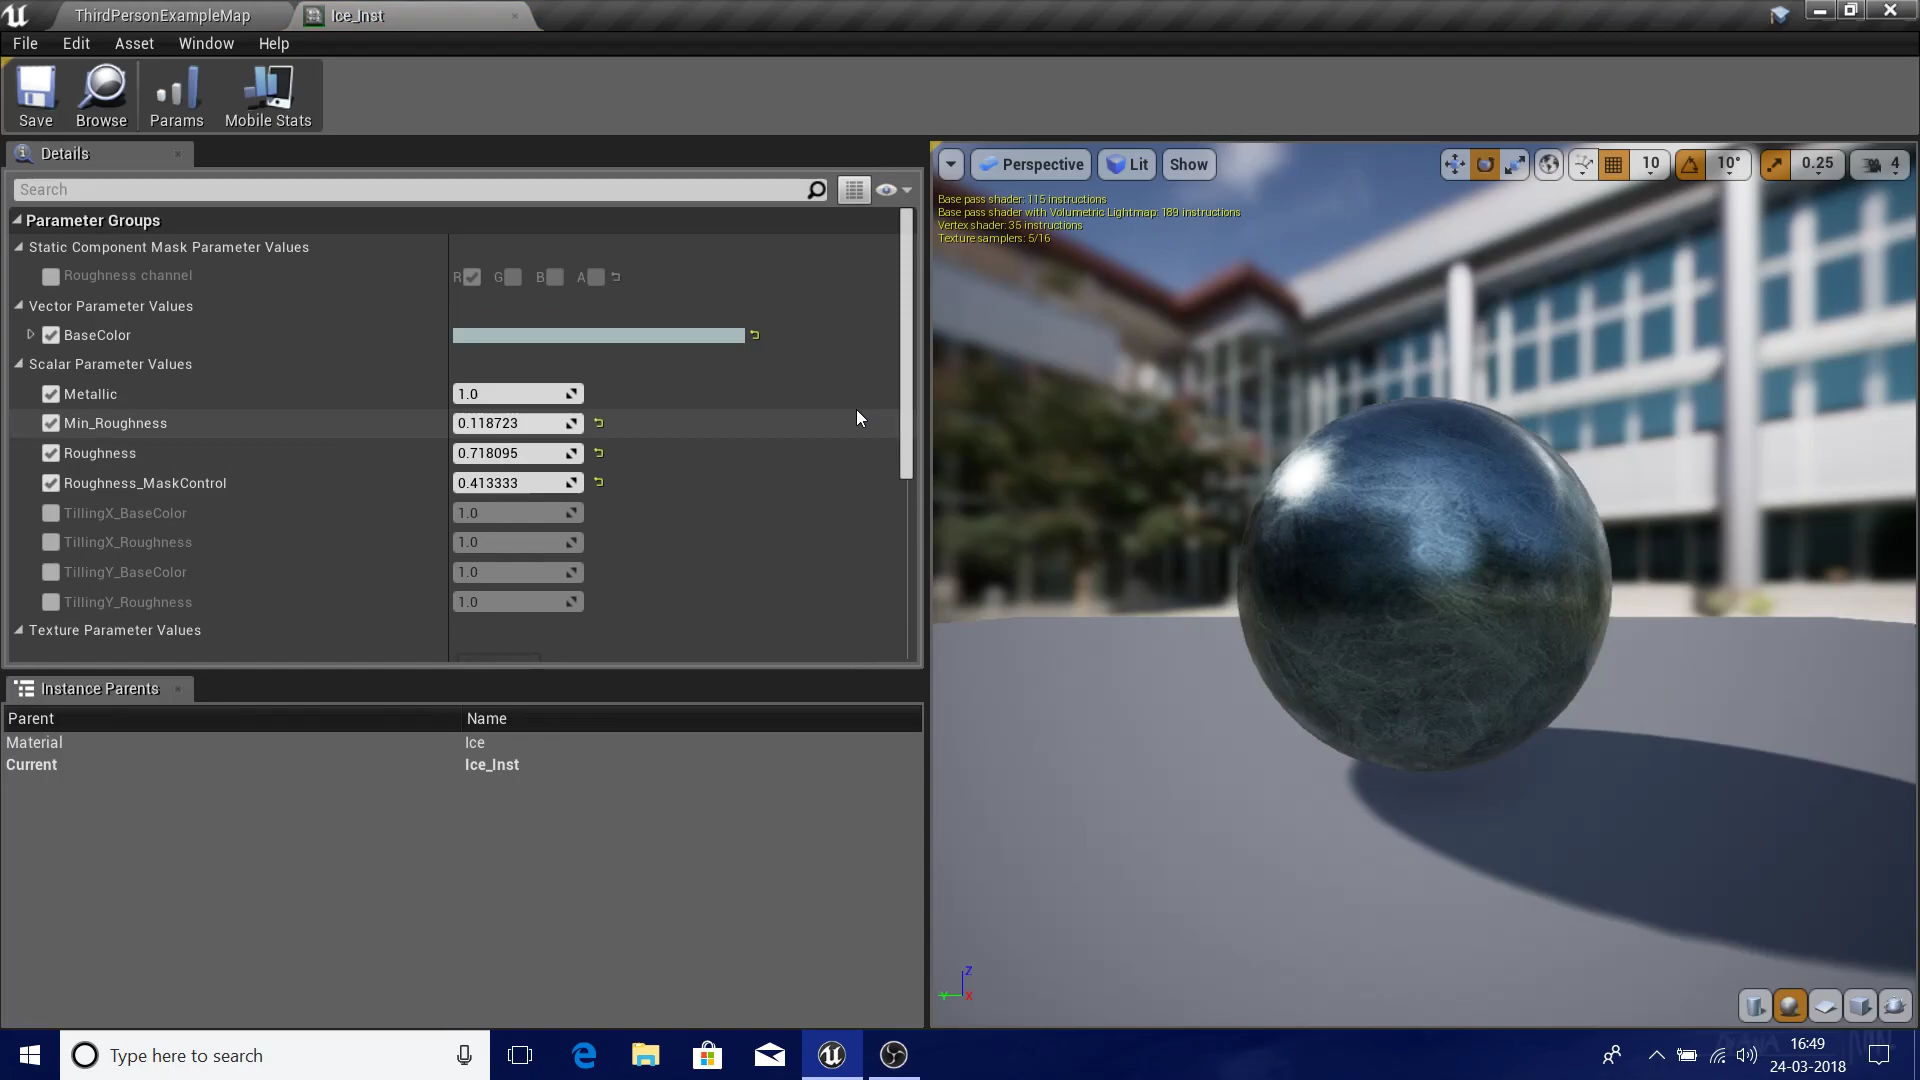 ThirdPersonExampleMap
Ice_Inst
File Edit Asset Window Help
Save Browse Params Mobile Stats
Details
Search
Parameter Groups
Static Component Mask Parameter Values
Roughness channel R G B A
Vector Parameter Values
BaseColor
Scalar Parameter Values
Metallic 1.0
Min_Roughness 0.118723
Roughness 0.718095
Roughness_MaskControl 0.413333
TillingX_BaseColor 1.0
TillingX_Roughness 1.0
TillingY_BaseColor 1.0
TillingY_Roughness 1.0
Texture Parameter Values
Instance Parents
Parent Name
Material Ice
Current Ice_Inst
Perspective Lit Show 10 10° 0.25 4
Base pass shader: 115 instructions
Base pass shader with Volumetric Lightmap: 189 instructions
Vertex shader: 35 instructions
Texture samplers: 5/16
Z
Y X
Type here to search
16:49
24-03-2018